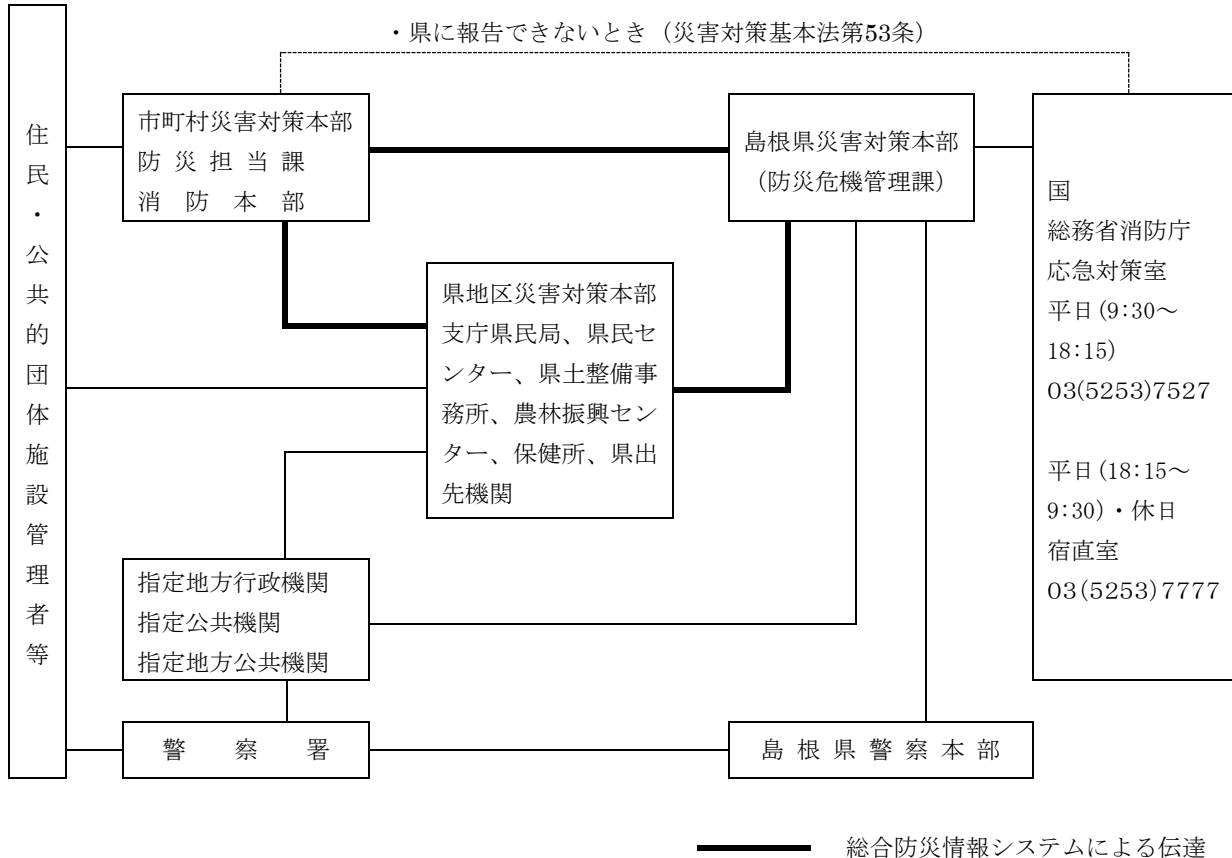 ・県に報告できないとき（災害対策基本法第53条）
住民・公共的団体施設管理者等
市町村災害対策本部
防災担当課
消防本部
島根県災害対策本部
（防災危機管理課）
県地区災害対策本部
支庁県民局、県民セ
ンター、県土整備事
務所、農林振興セン
ター、保健所、県出
先機関
国
総務省消防庁
応急対策室
平日(9:30～
18:15)
03(5253)7527
平日(18:15～
9:30)・休日
宿直室
03(5253)7777
指定地方行政機関
指定公共機関
指定地方公共機関
警察署
島根県警察本部
総合防災情報システムによる伝達